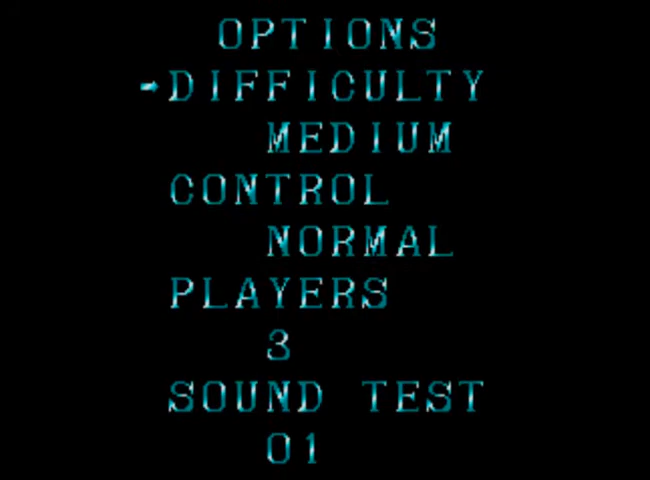 OPTIONS
DIFFICULTY
MEDIUM
CONTROL
NORMAL
PLAYERS
3
SOUND TEST
01